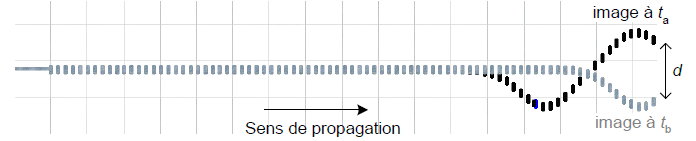 image à ta
d
image à tb
Sens de propagation